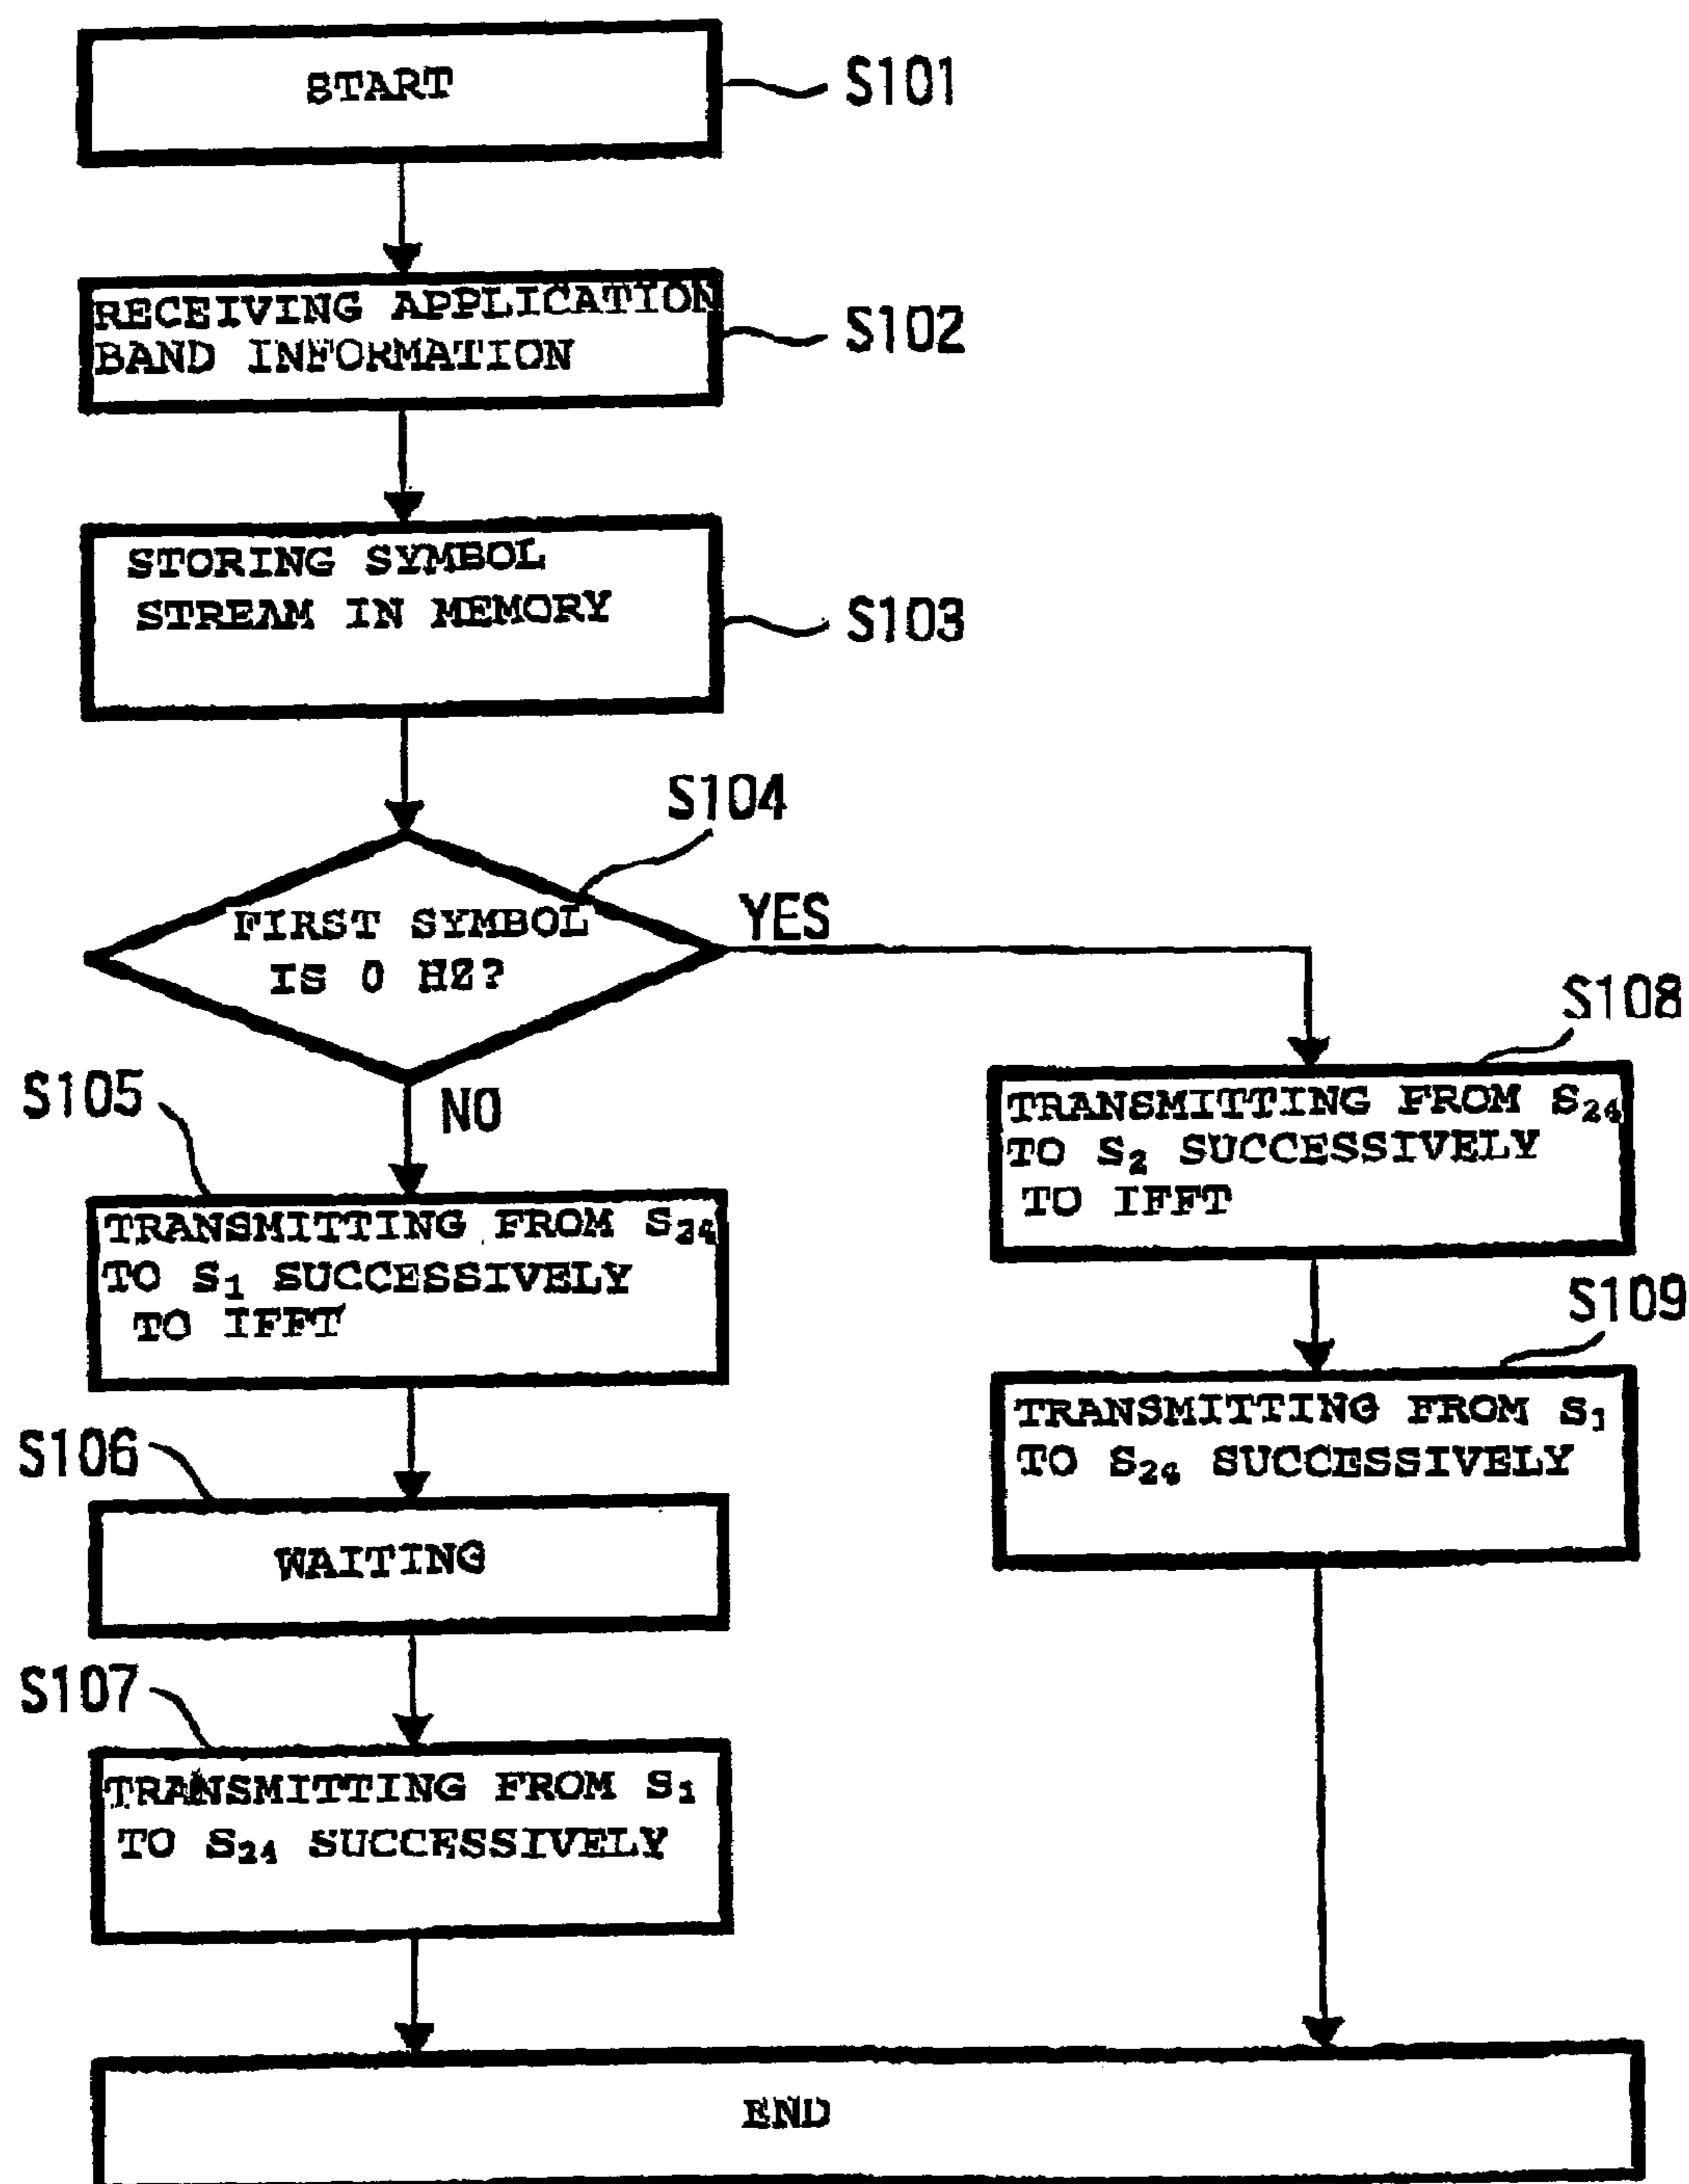 START
S101
RECEIVING APPLICATION
BAND INFORMATION
S102
STORING SYMBOL
STREAM IN MEMORY
S103
S104
FIRST SYMBOL
IS 0 HZ?
YES
NO
S105
TRANSMITTING FROM S24
TO S1 SUCCESSIVELY
TO IFFT
S106
WAITING
S107
TRANSMITTING FROM S1
TO S24 SUCCESSIVELY
S108
TRANSMITTING FROM S24
TO S2 SUCCESSIVELY
TO IFFT
S109
TRANSMITTING FROM S1
TO S24 SUCCESSIVELY
END